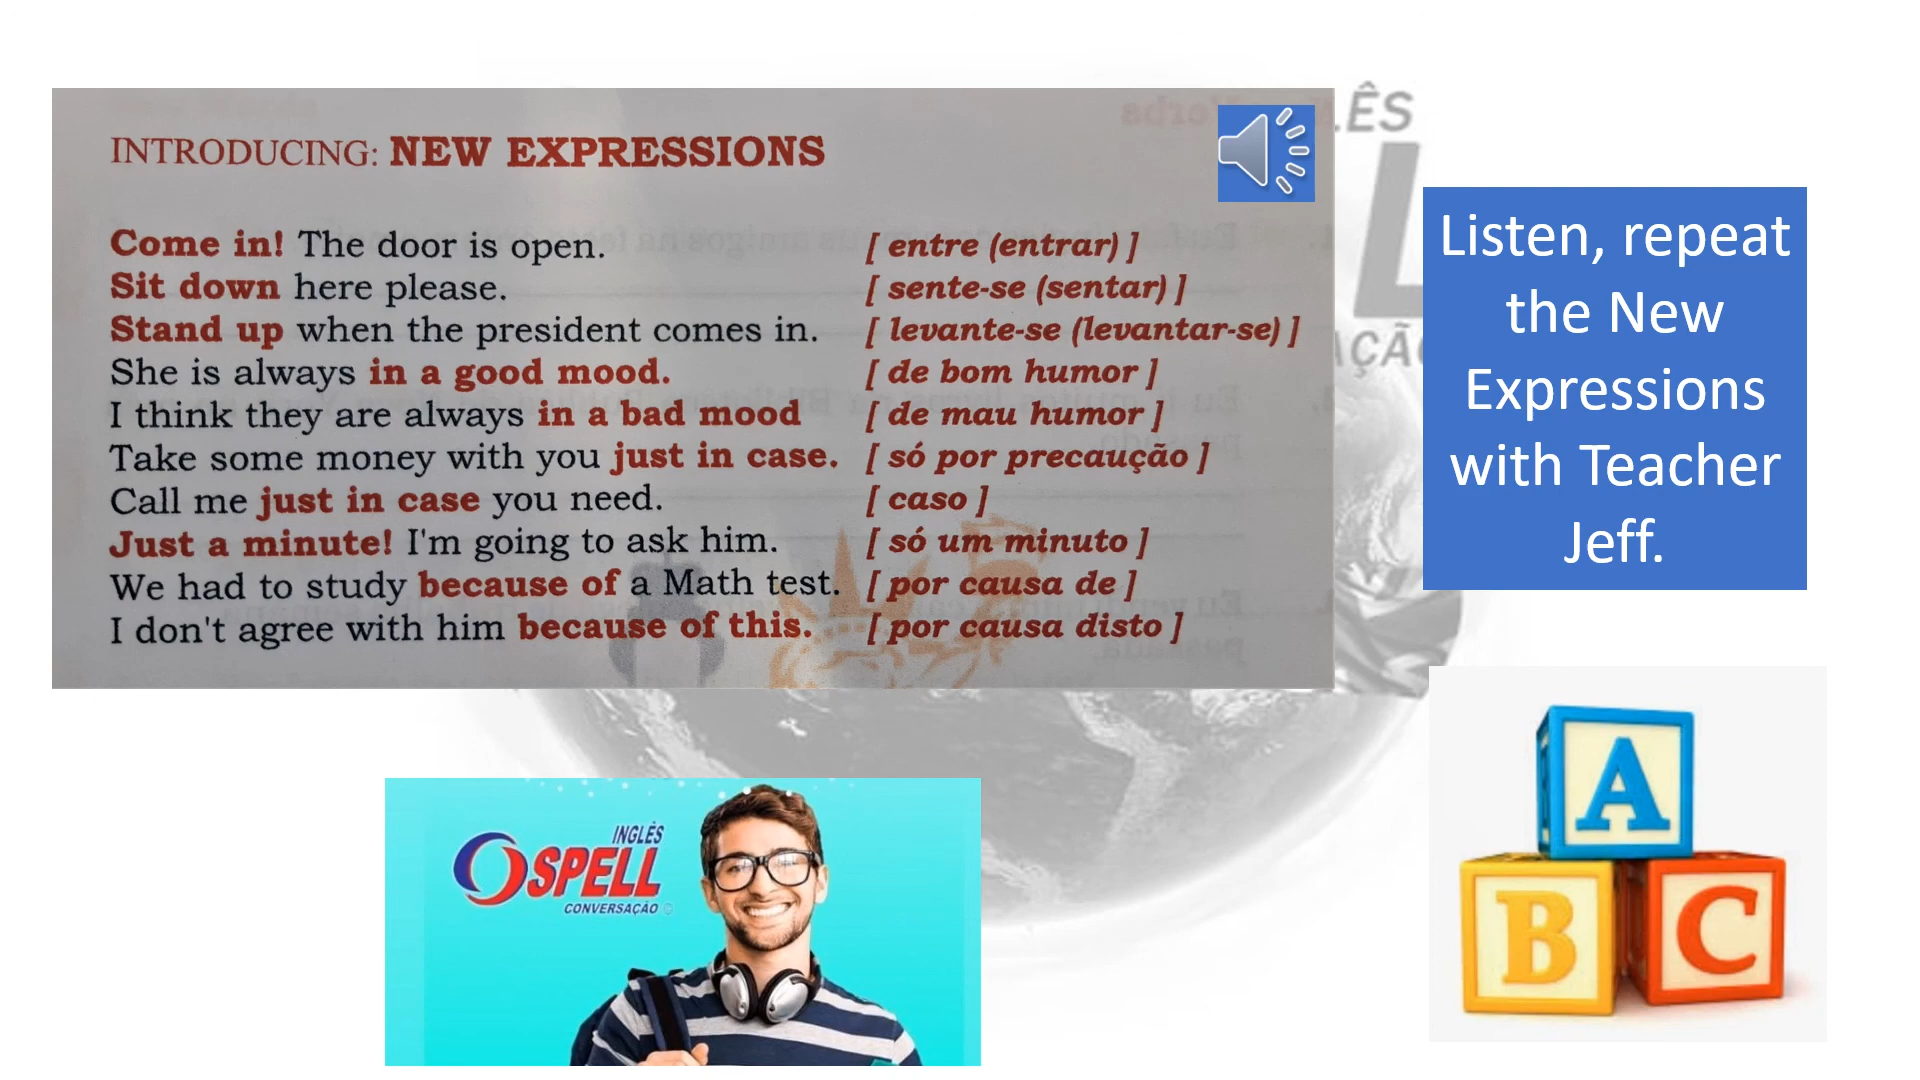 INTRODUCING: NEW EXPRESSIONS
Come in! The door is open. [ entre (entrar) ]
Sit down here please. [ sente-se (sentar) ]
Stand up when the president comes in. [ levante-se (levantar-se) ]
She is always in a good mood. [ de bom humor ]
I think they are always in a bad mood [ de mau humor ]
Take some money with you just in case. [ só por precaução ]
Call me just in case you need. [ caso ]
Just a minute! I'm going to ask him. [ só um minuto ]
We had to study because of a Math test. [ por causa de ]
I don't agree with him because of this. [ por causa disto ]
Listen, repeat
the New
Expressions
with Teacher
Jeff.
INGLÊS
SPELL
CONVERSAÇÃO
A
B C